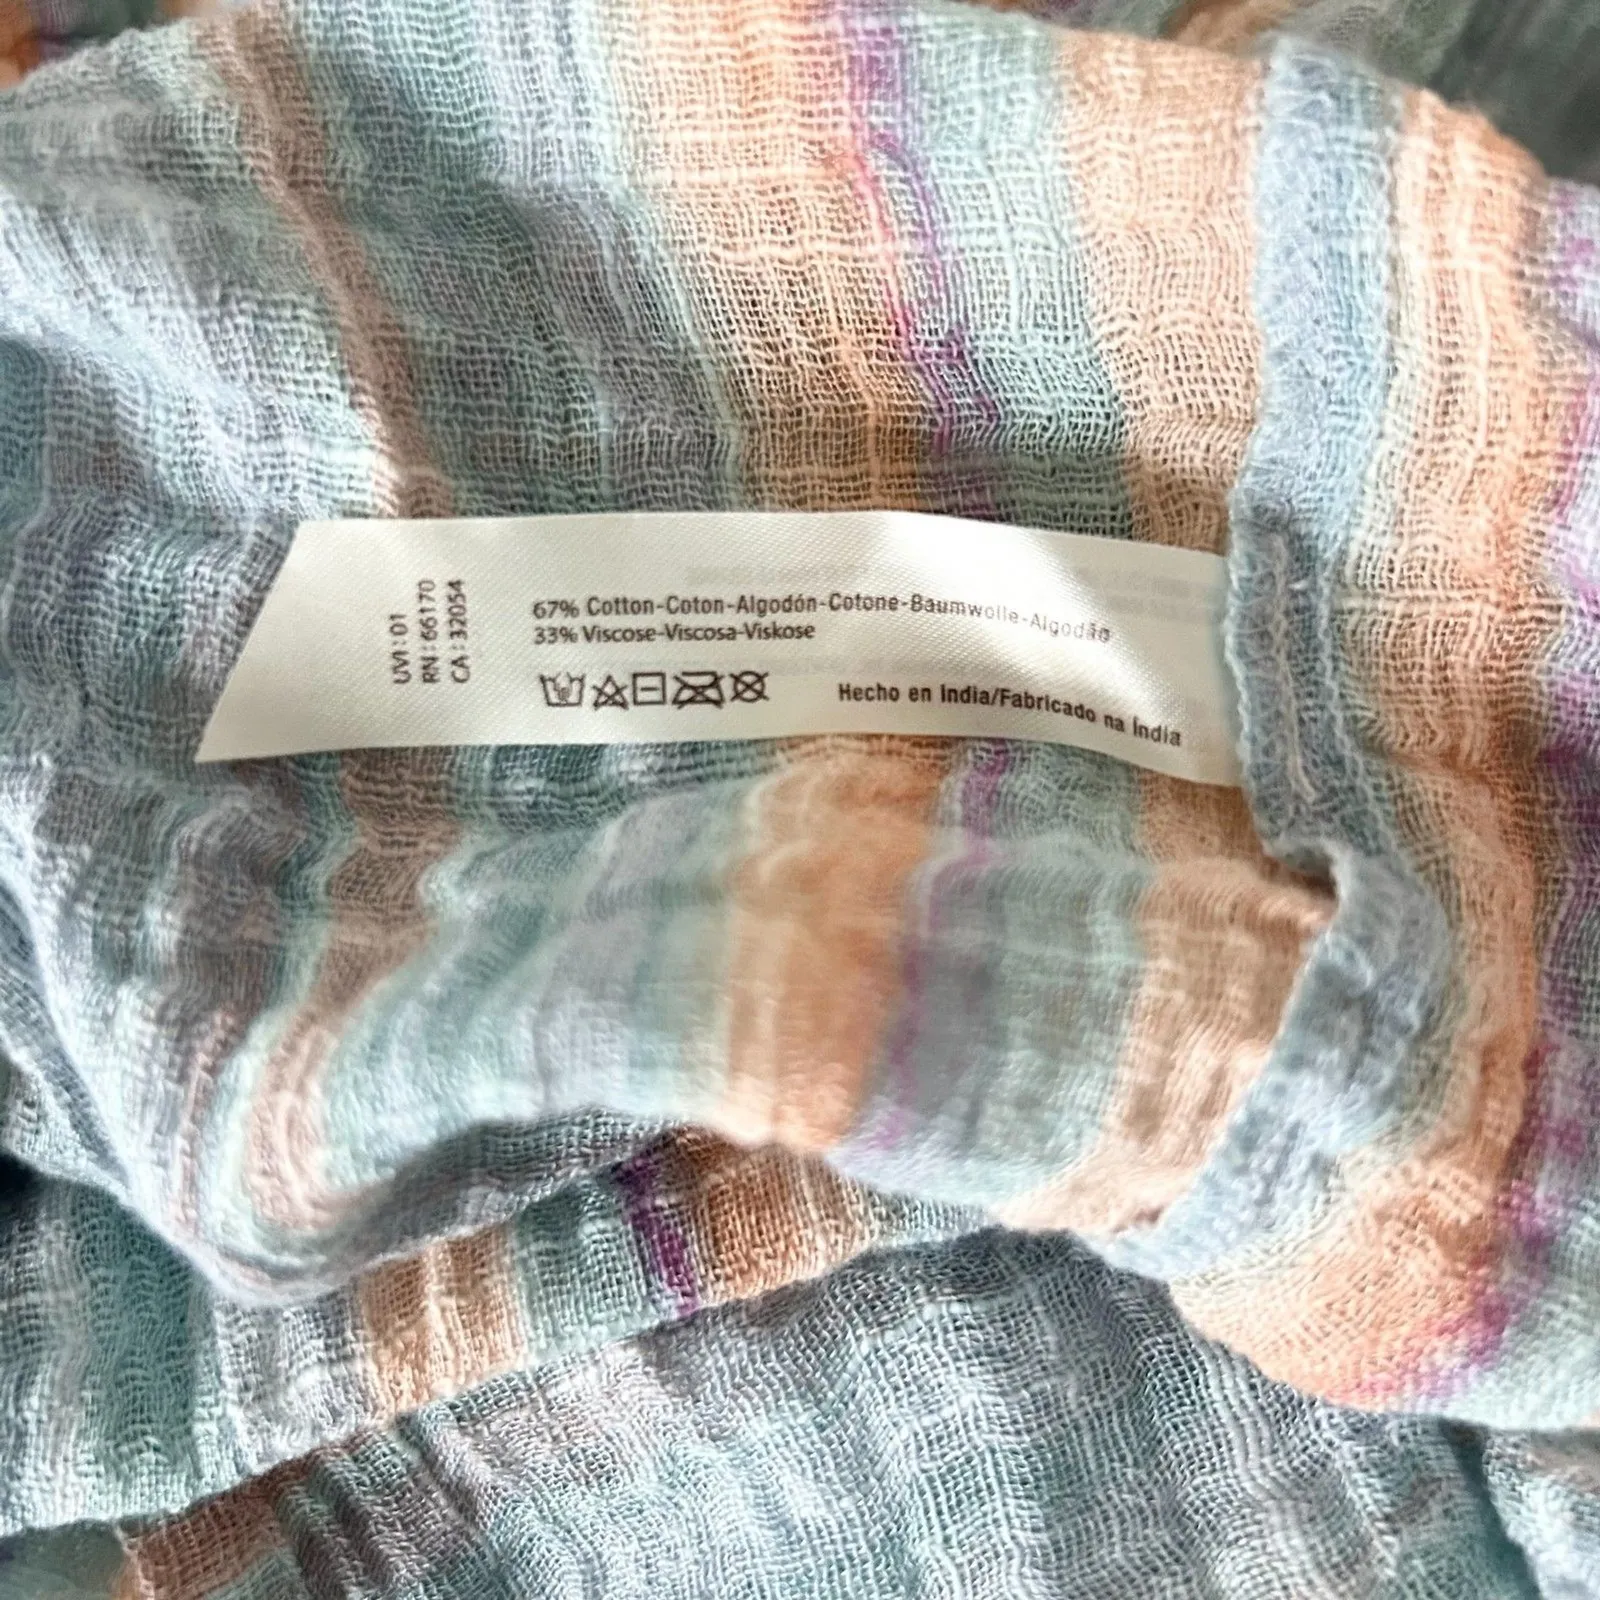 UVI : 01
RN : 66170
CA : 32054
67% Cotton-Coton-Algodón-Cotone-Baumwolle-Algodão
33% Viscose-Viscosa-Viskose
Hecho en India/Fabricado na Índia